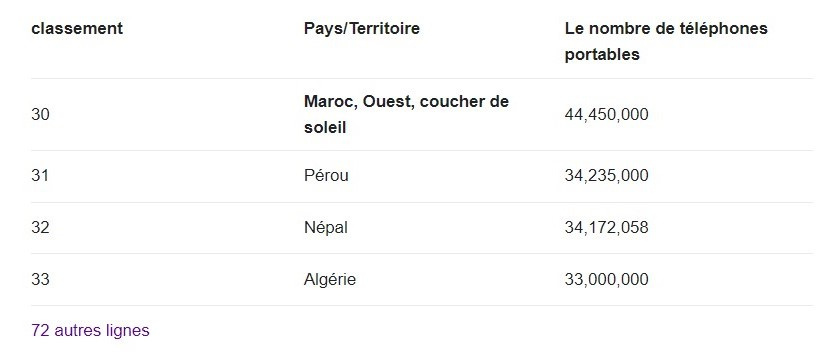 classement Pays/Territoire Le nombre de téléphones
portables
30 Maroc, Ouest, coucher de
soleil 44,450,000
31 Pérou 34,235,000
32 Népal 34,172,058
33 Algérie 33,000,000
72 autres lignes